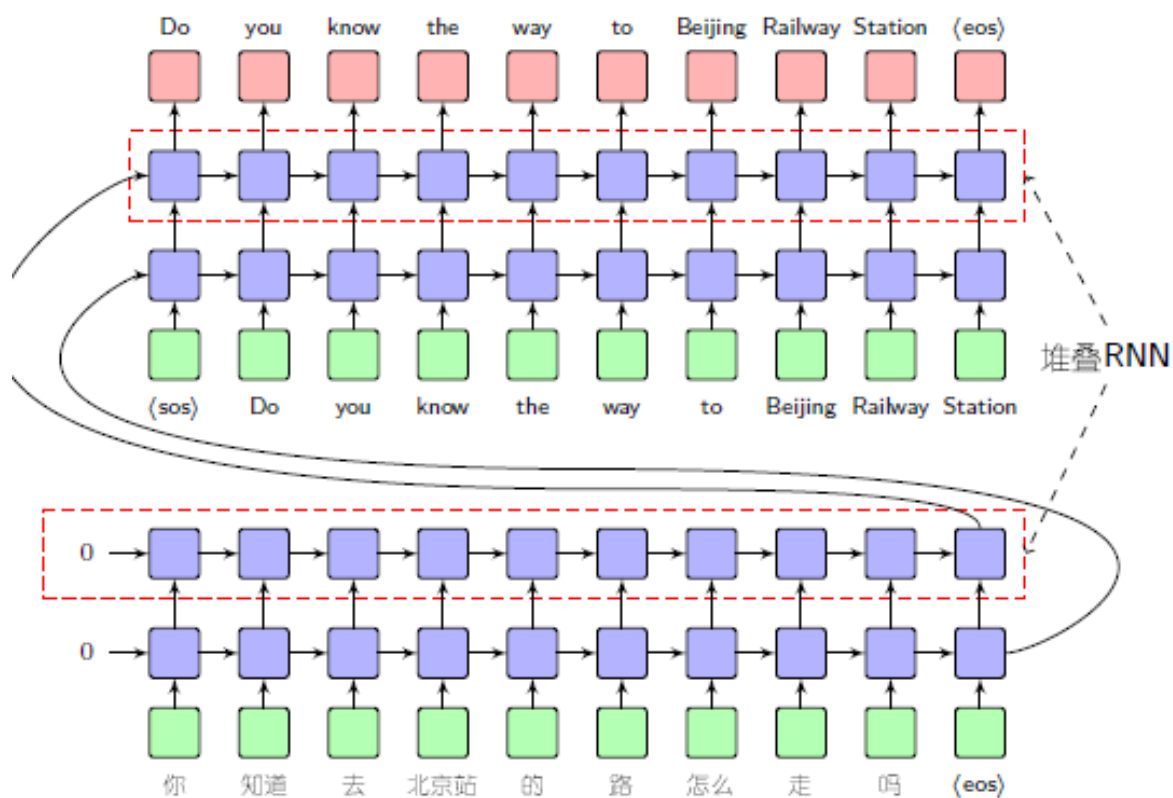 Do you know the way to Beijing Railway Station ⟨eos⟩
堆叠RNN
⟨sos⟩ Do you know the way to Beijing Railway Station
0
0
你 知道 去 北京站 的 路 怎么 走 吗 ⟨eos⟩